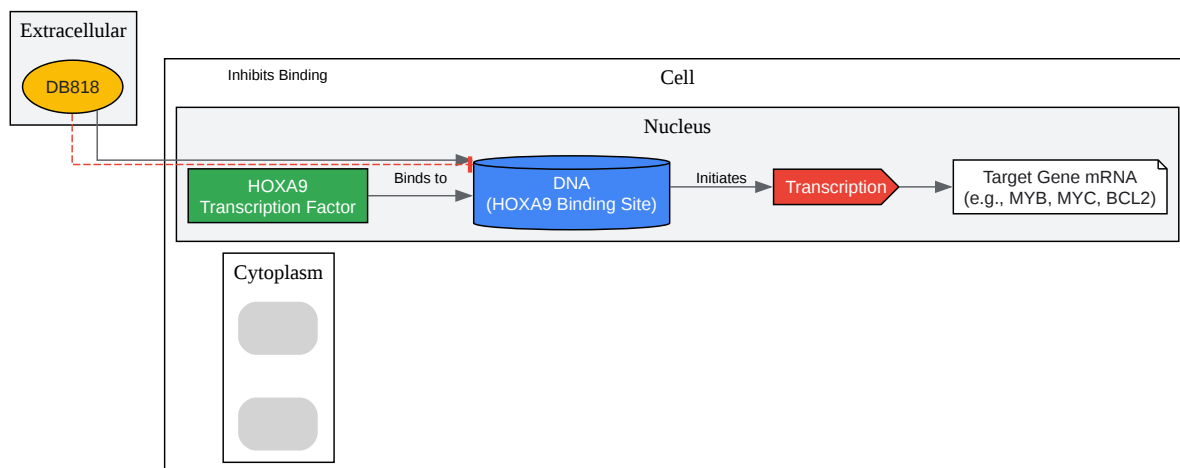 Extracellular
DB818
Inhibits Binding
Cell
Nucleus
HOXA9
Transcription Factor
Binds to
DNA
(HOXA9 Binding Site)
Initiates
Transcription
Target Gene mRNA
(e.g., MYB, MYC, BCL2)
Cytoplasm